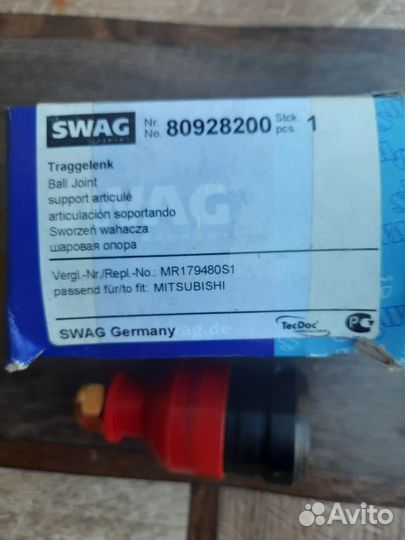 SWAG
Nr. No. 80928200 Stck. pcs. 1
Traggelenk
Ball Joint
support articulé
articulación soportando
Sworzeń wahacza
шаровая опора
Vergl.-Nr./Repl.-No.: MR179480S1
passend für/to fit: MITSUBISHI
SWAG Germany
TecDoc
PG
Avito